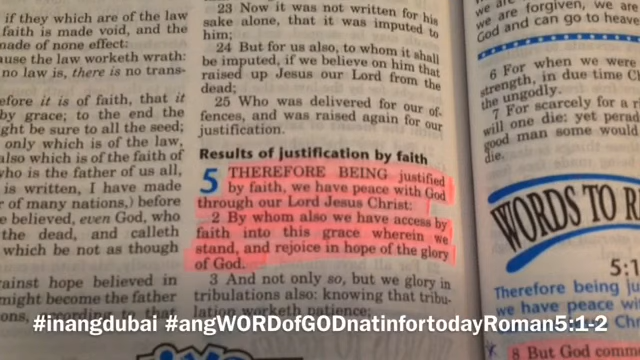 if they which are of the law
faith is made void, and the
made of none effect:
ause the law worketh wrath:
no law is, there is no trans-
efore it is of faith, that it
by grace; to the end the
ght be sure to all the seed;
only which is of the law,
also which is of the faith of
who is the father of us all,
is written, I have made
r of many nations,) before
e believed, even God, who
the dead, and calleth
which be not as though
ainst hope believed in
might become the father
23 Now it was not written for his
sake alone, that it was imputed to
him;
24 But for us also, to whom it shall
be imputed, if we believe on him that
raised up Jesus our Lord from the
dead;
25 Who was delivered for our of-
fences, and was raised again for our
justification.
Results of justification by faith
5 THEREFORE BEING justified
by faith, we have peace with God
through our Lord Jesus Christ:
2 By whom also we have access by
faith into this grace wherein we
stand, and rejoice in hope of the glory
of God.
3 And not only so, but we glory in
tribulations also: knowing that tribu-
lation worketh patience;
we are forgiven, we are
God and can go to heave
6 For when we were
strength, in due time C
the ungodly.
7 For scarcely for a r
will one die: yet perad
good man some would
die.
WORDS TO R
5:1
Therefore being ju
we have peace wi
8 But God comme
#inangdubai #angWORDofGODnatinfortodayRoman5:1-2